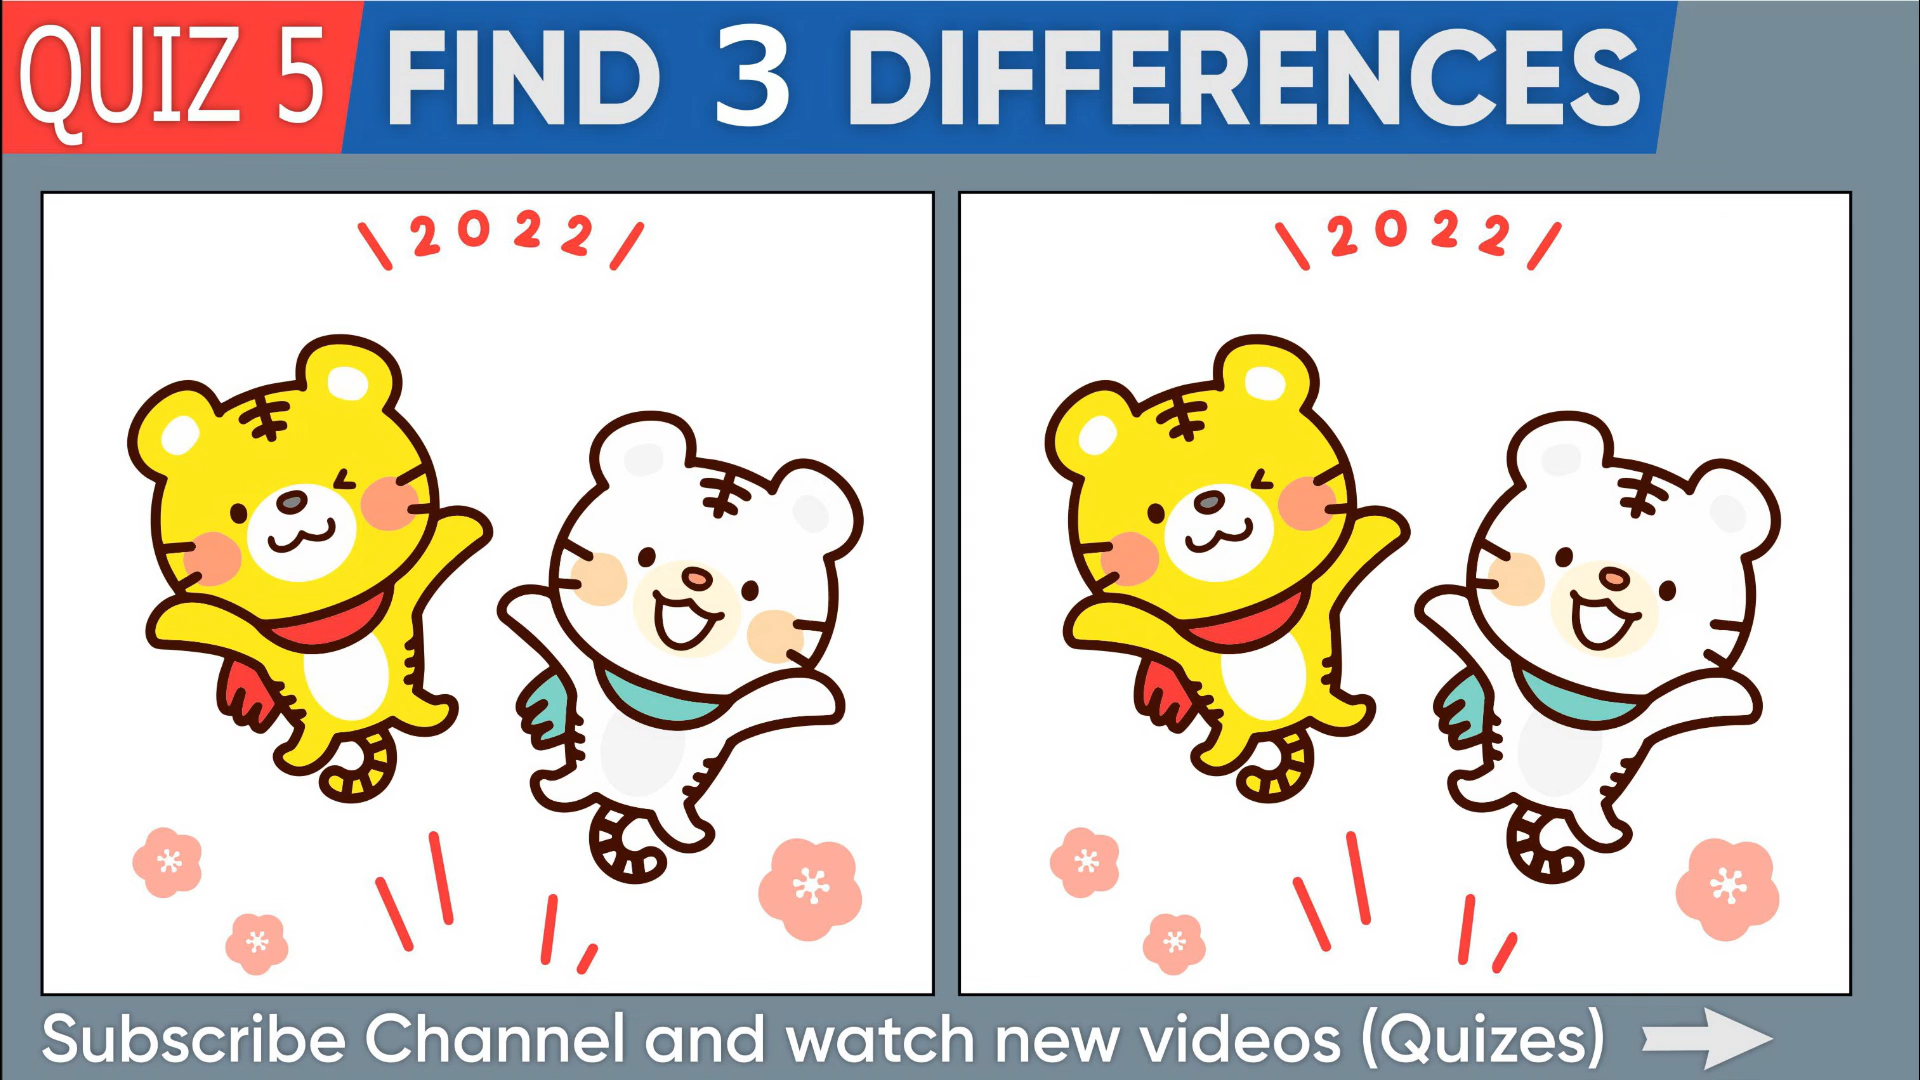 QUIZ 5 FIND 3 DIFFERENCES
\2022/ \2022/
Subscribe Channel and watch new videos (Quizes)